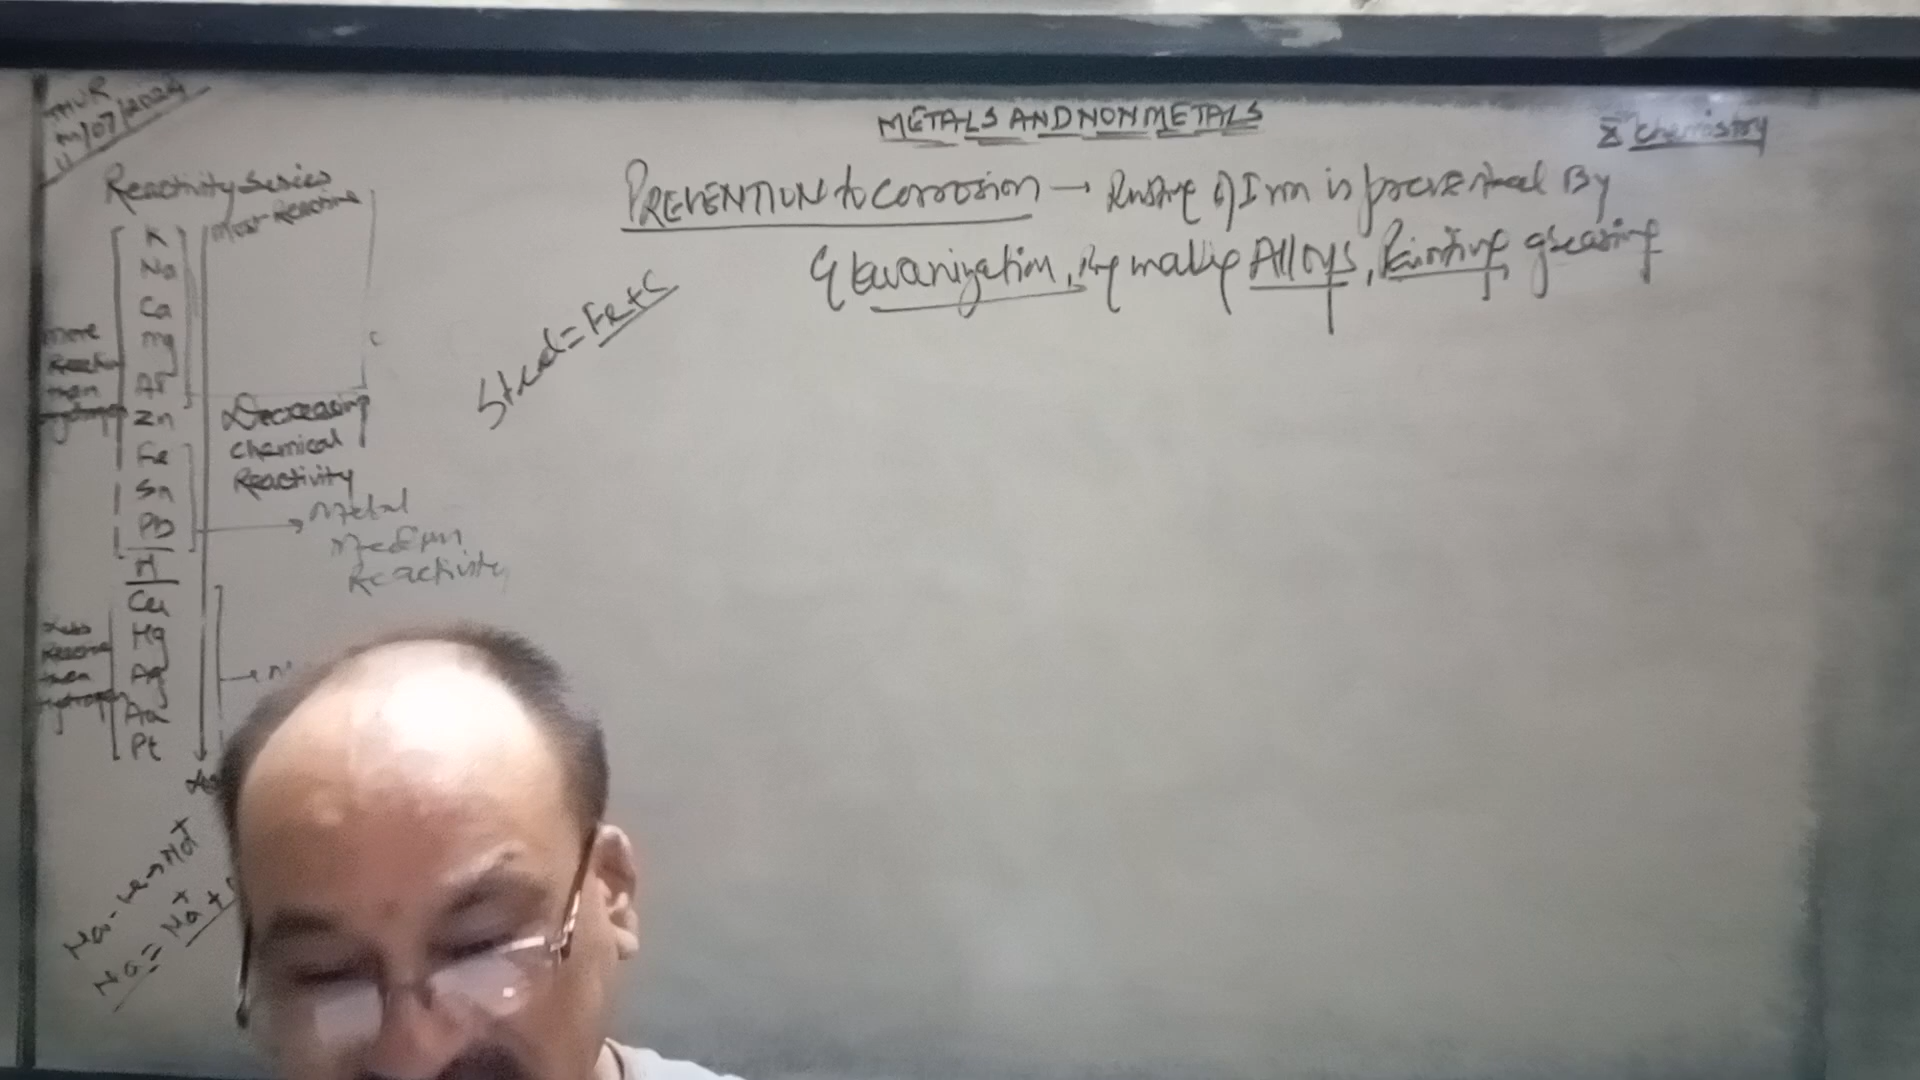 THUR
11/07/2024
METALS AND NONMETALS
X chemistry
Reactivity Series
Most Reactive
K
Na
Ca
Mg
Al
Zn
Fe
Sn
Pb
H
Cu
Hg
Ag
Au
Pt
More
Reactive
than
Hydrogen
Decreasing
chemical
Reactivity
Metal
Medium
Reactivity
Less
Reactive
than
Hydrogen
PREVENTION to corrosion → Rusting of Iron is prevented By
Galvanization, By making Alloys, Painting, greasing
Steel = Fe+C
Na - 1e → Na+
Na = Na+ +